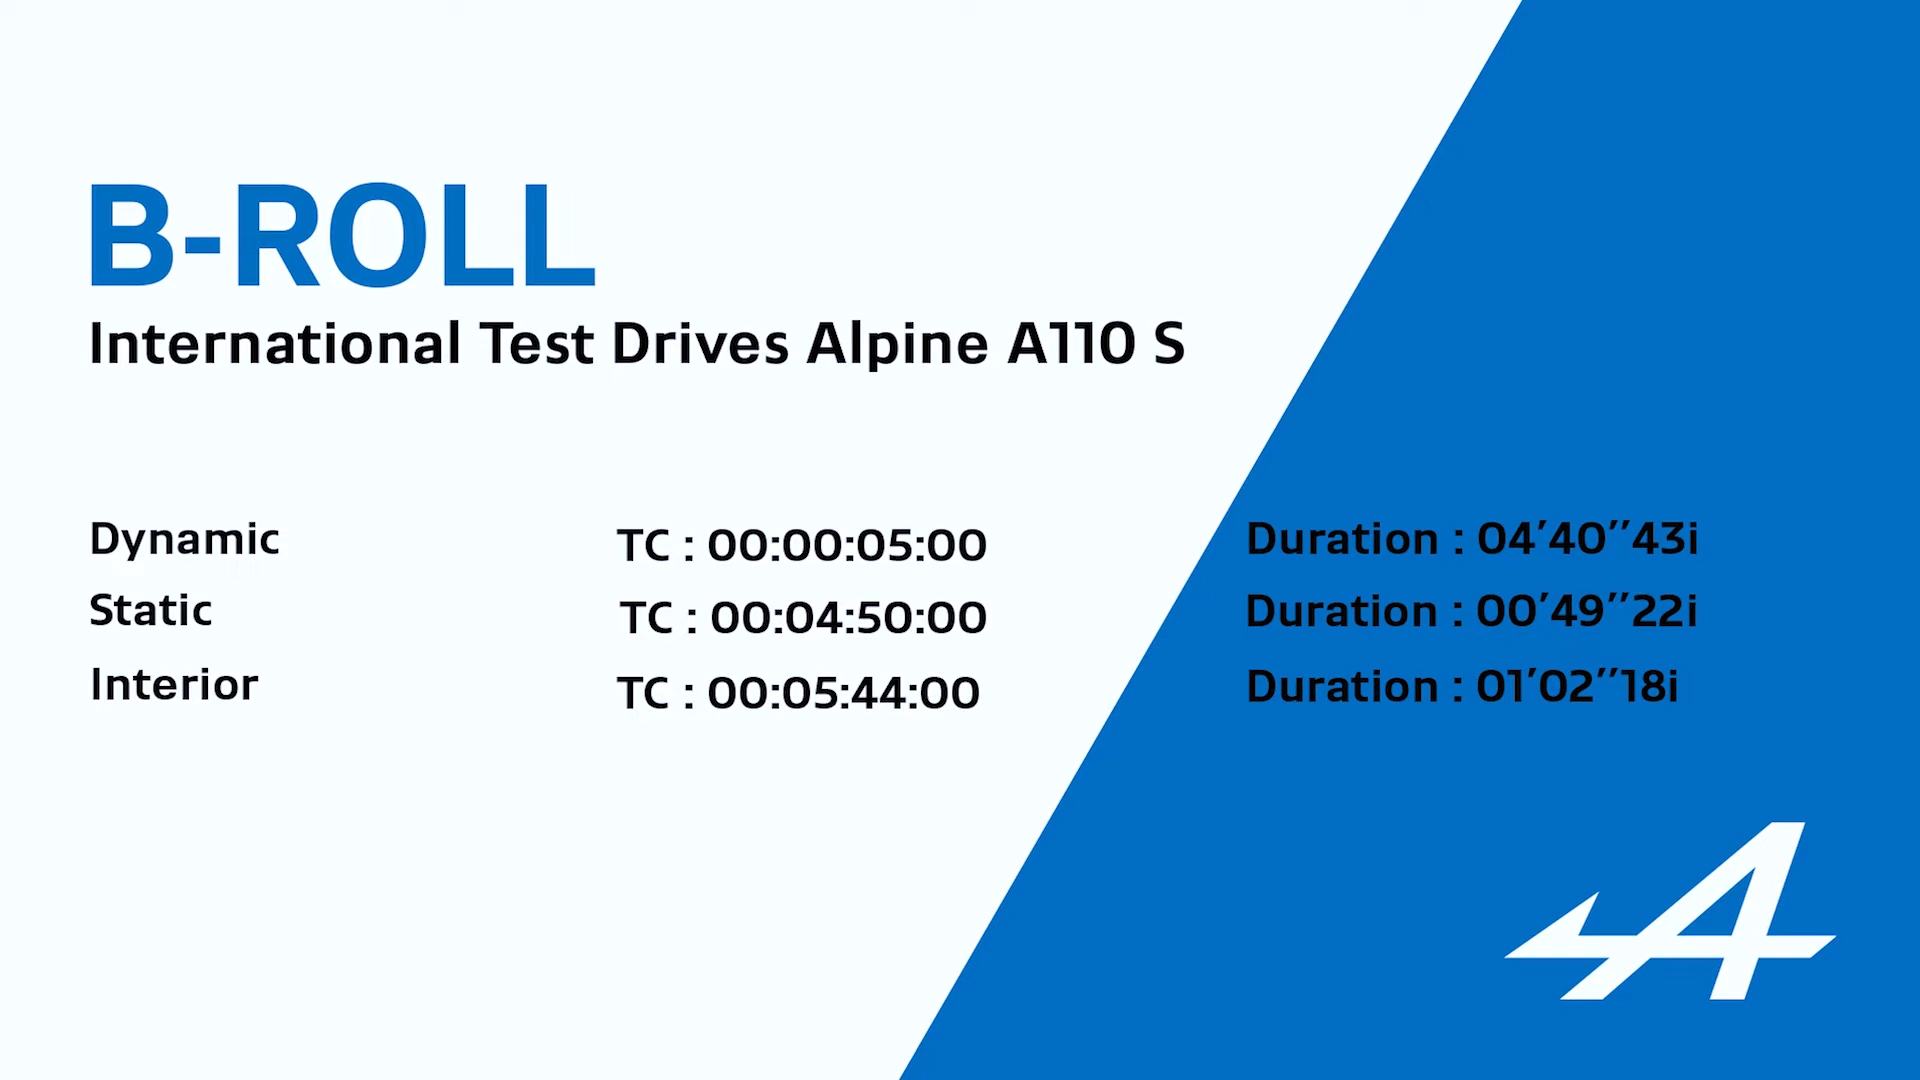 B-ROLL
International Test Drives Alpine A110 S
Dynamic TC : 00:00:05:00 Duration : 04’40’’43i
Static TC : 00:04:50:00 Duration : 00’49’’22i
Interior TC : 00:05:44:00 Duration : 01’02’’18i